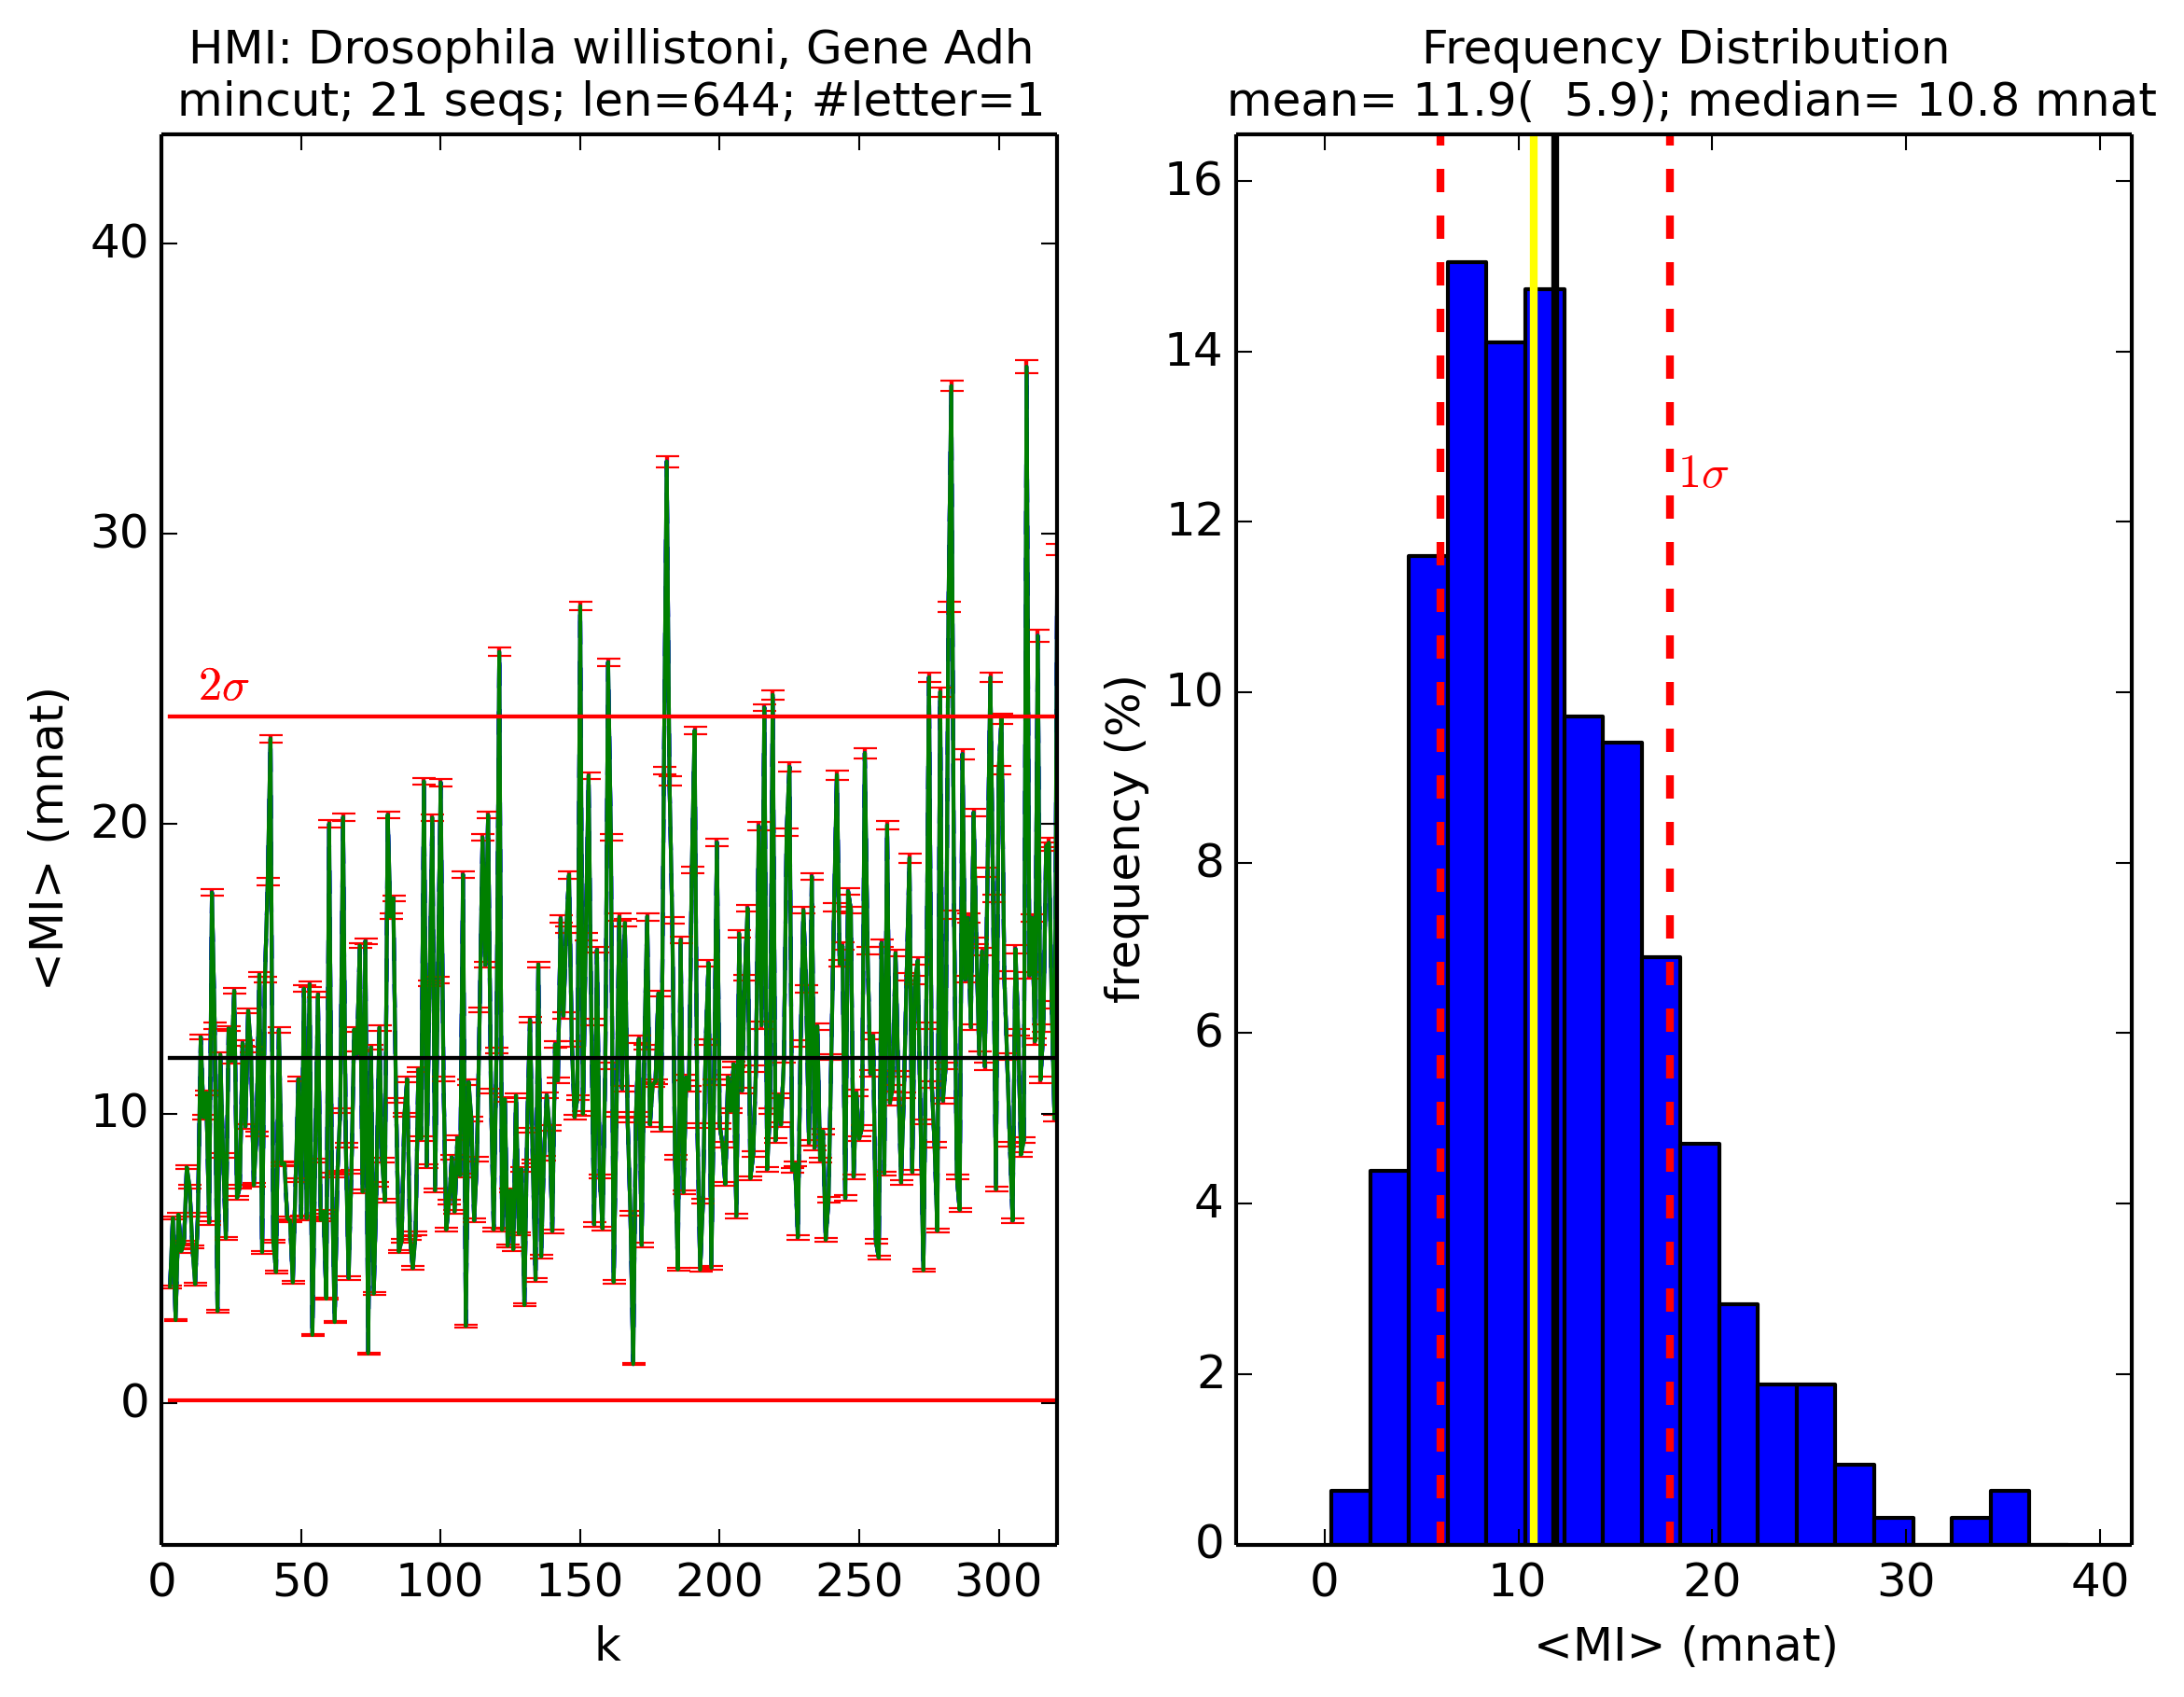 HMI: Drosophila willistoni, Gene Adh
mincut; 21 seqs; len=644; #letter=1
<MI> (mnat)
40
30
20
10
0
2σ
0 50 100 150 200 250 300
k
Frequency Distribution
mean= 11.9(  5.9); median= 10.8 mnat
frequency (%)
16
14
12
10
8
6
4
2
0
1σ
0 10 20 30 40
<MI> (mnat)